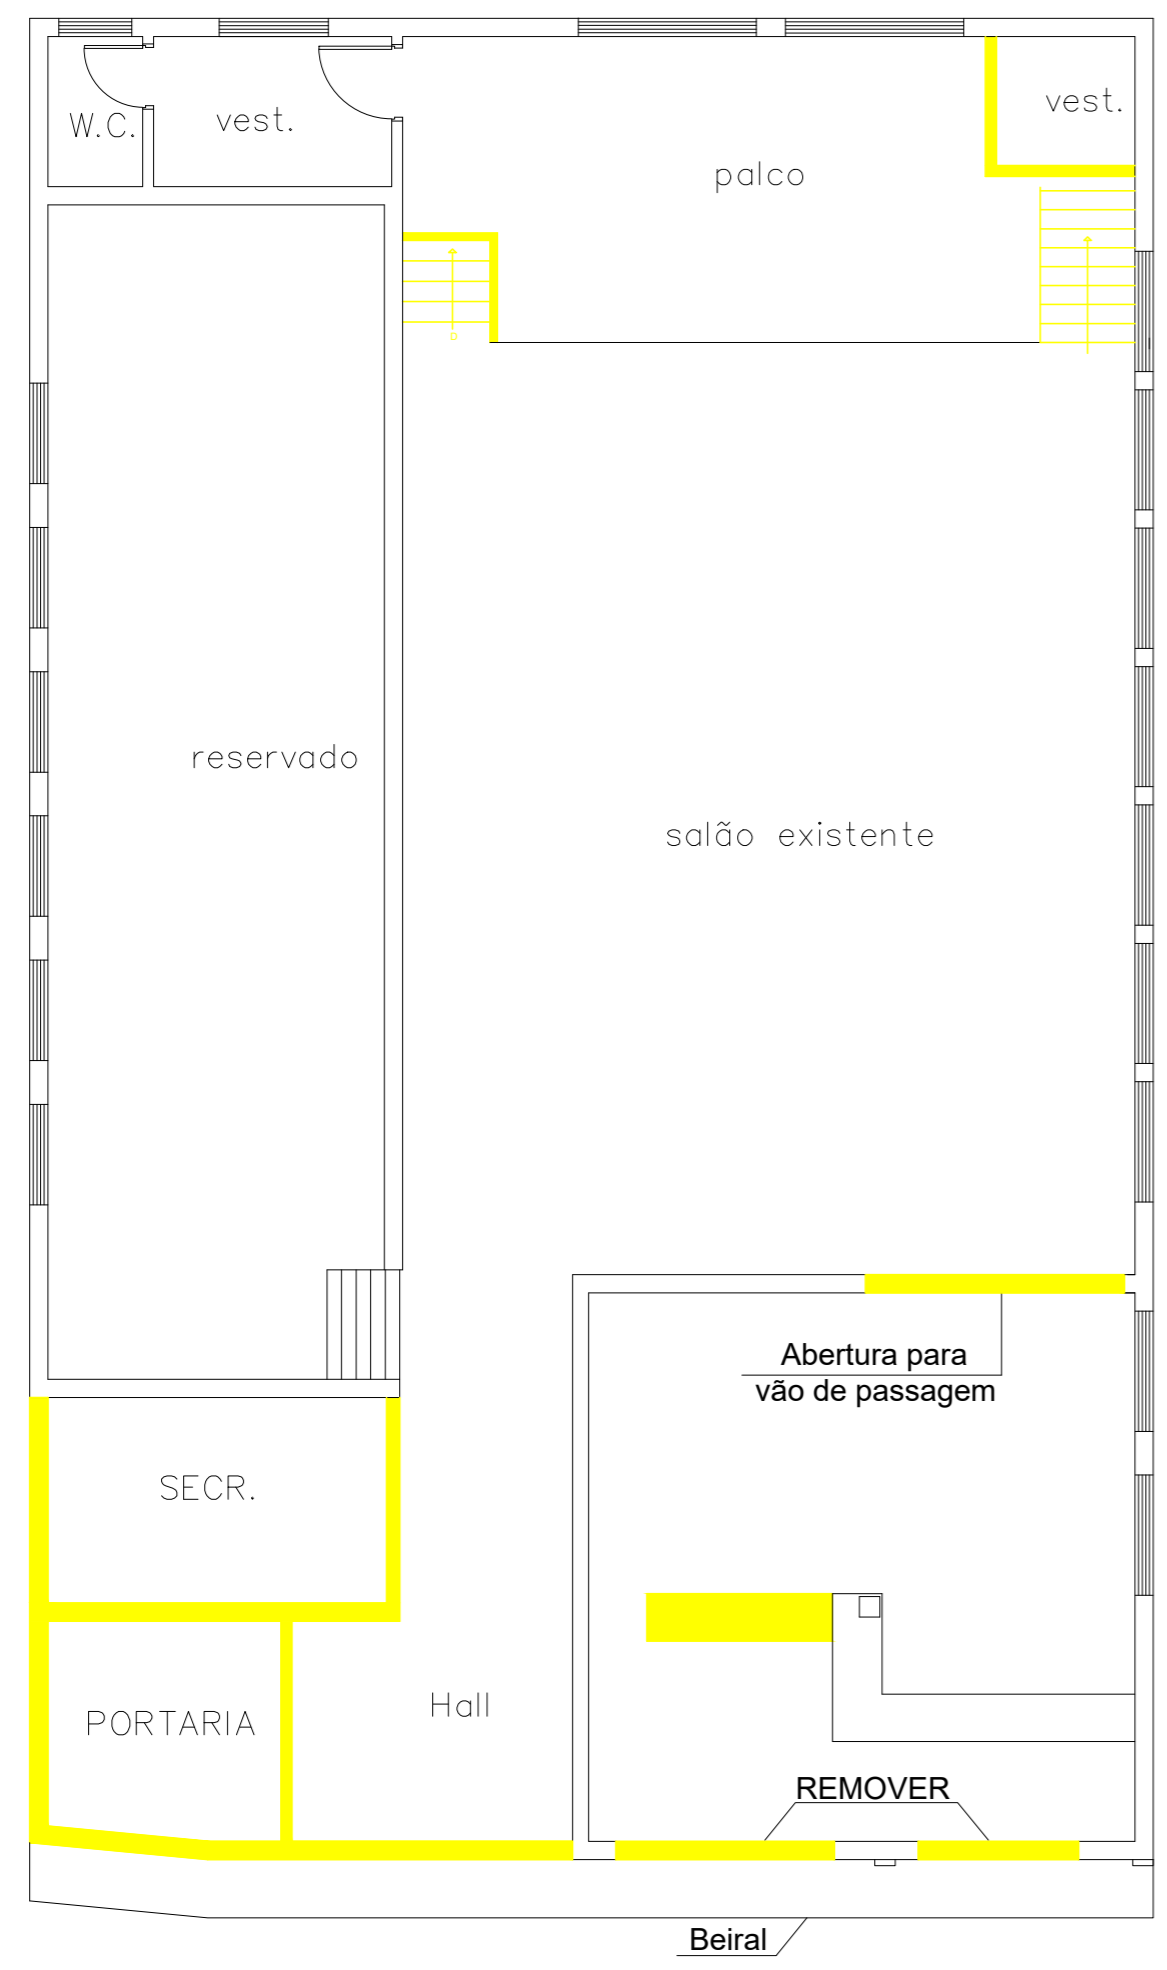 vest.
W.C.
vest.
palco
reservado
salão existente
Abertura para
vão de passagem
SECR.
Hall
PORTARIA
REMOVER
Beiral